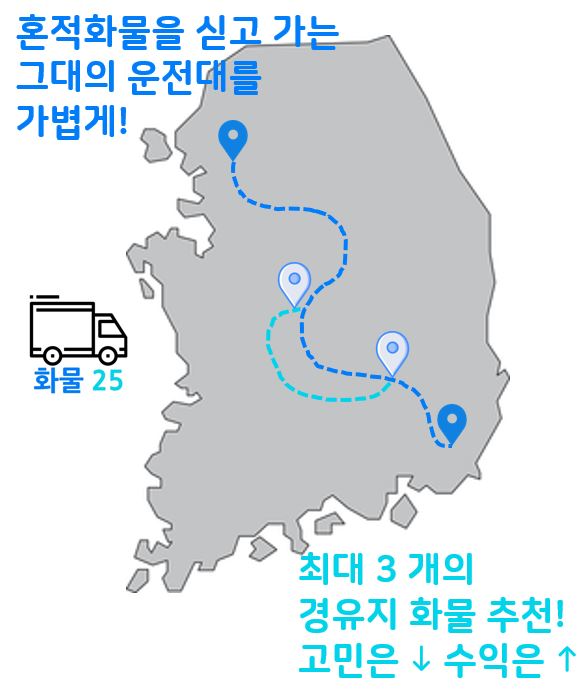 혼적화물을 싣고 가는
그대의 운전대를
가볍게!
화물 25
최대 3 개의
경유지 화물 추천!
고민은 ↓ 수익은 ↑